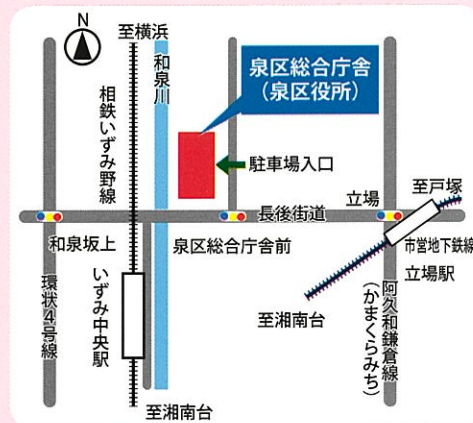 N
至横浜
和泉川
相鉄いずみ野線
泉区総合庁舎
(泉区役所)
駐車場入口
立場
至戸塚
長後街道
和泉坂上
泉区総合庁舎前
市営地下鉄線
立場駅
環状4号線
いずみ中央駅
至湘南台
阿久和鎌倉線
(かまくらみち)
至湘南台